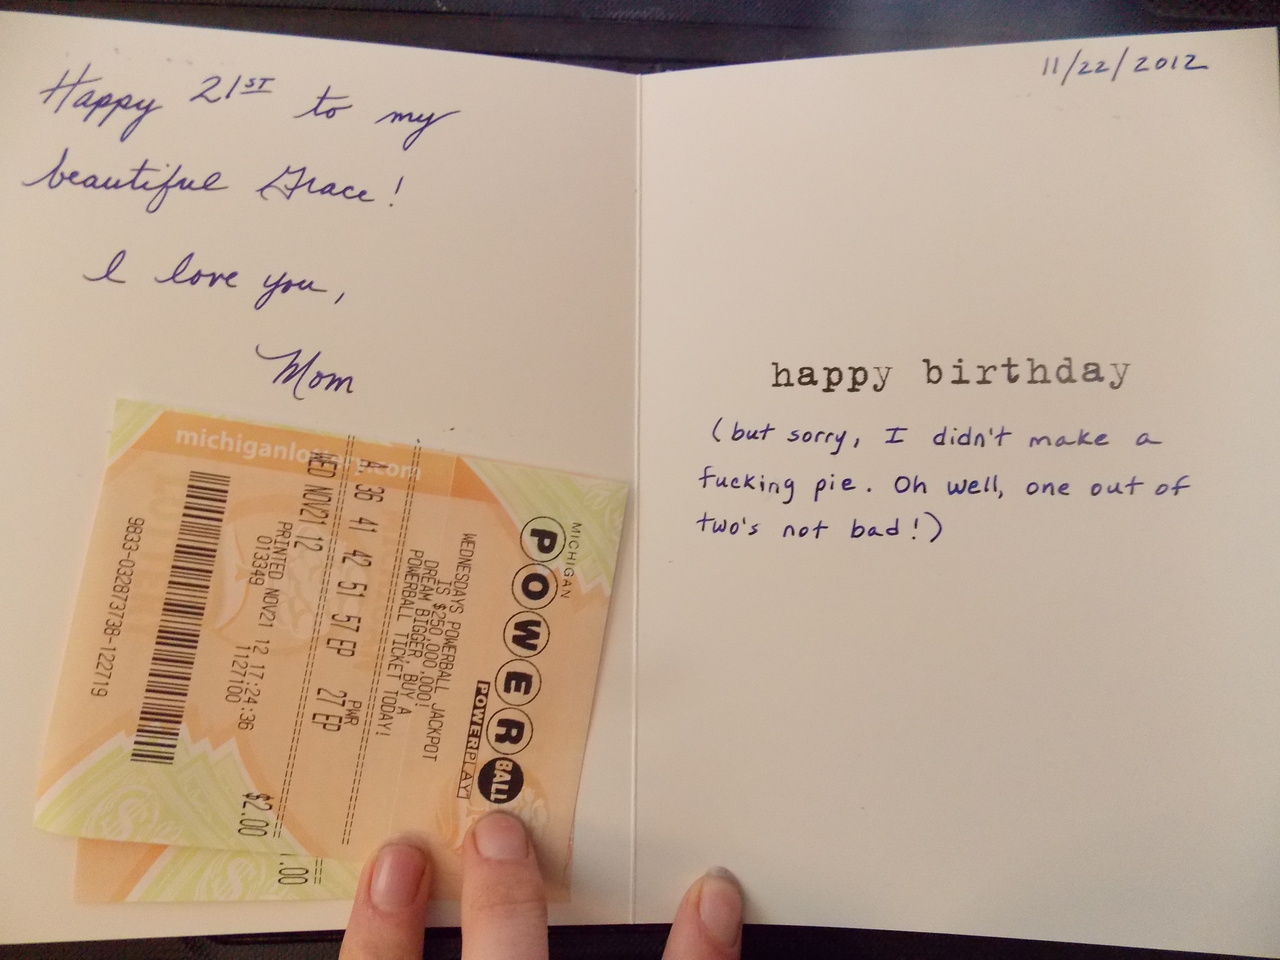 Happy 21ST to my
beautiful Grace!
I love you,
Mom
michiganlottery.com
MICHIGAN
POWERBALL
POWERPLAY
WEDNESDAYS POWERBALL JACKPOT
IS $250,000,000!
DREAM BIGGER, BUY A
POWERBALL TICKET TODAY!
PWR
A 36 41 42 51 57 EP 27 EP
WED NOV21 12
PRINTED NOV21 12 17:24:36
013349 1127100
$2.00
9833-032873738-122719
.00
11/22/2012
happy birthday
(but sorry, I didn't make a
fucking pie. Oh well, one out of
two's not bad!)